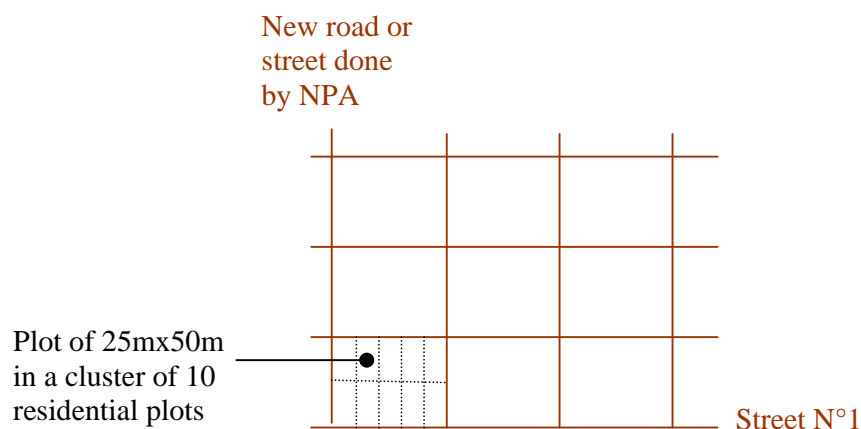 New road or
street done
by NPA
Plot of 25mx50m
in a cluster of 10
residential plots
Street N°1